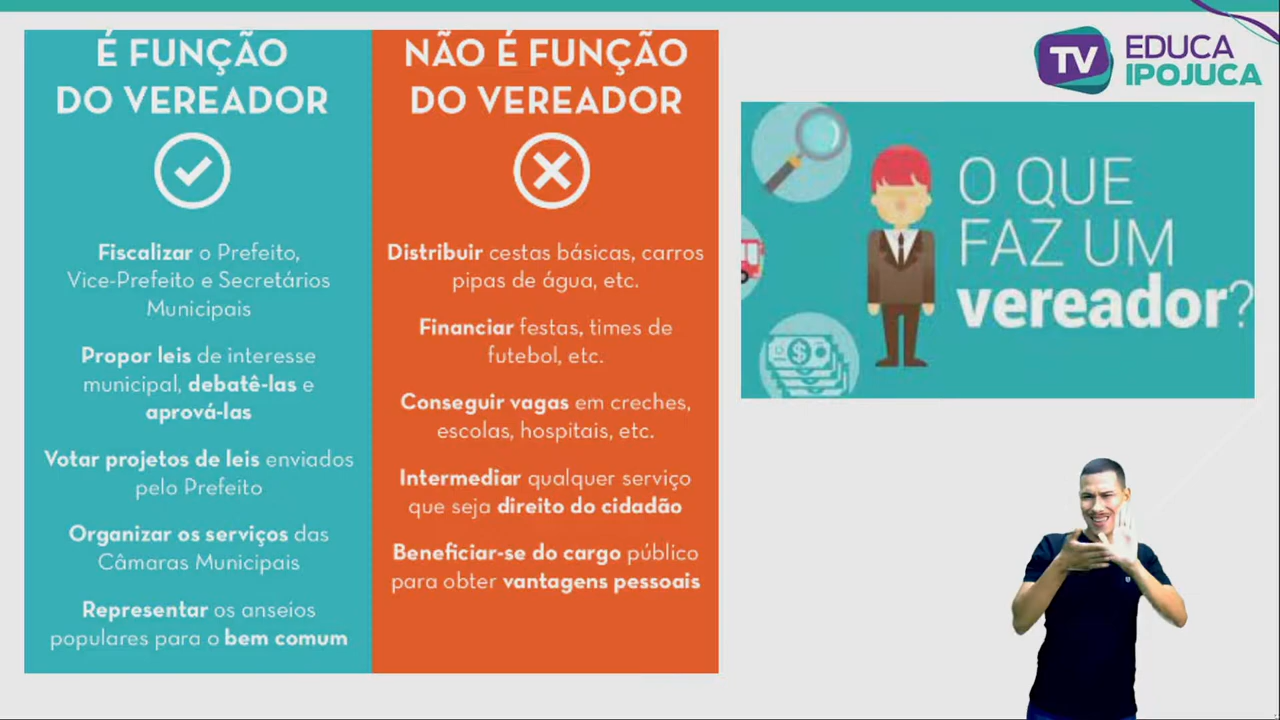 É FUNÇÃO
DO VEREADOR
Fiscalizar o Prefeito,
Vice-Prefeito e Secretários
Municipais
Propor leis de interesse
municipal, debatê-las e
aprová-las
Votar projetos de leis enviados
pelo Prefeito
Organizar os serviços das
Câmaras Municipais
Representar os anseios
populares para o bem comum
NÃO É FUNÇÃO
DO VEREADOR
Distribuir cestas básicas, carros
pipas de água, etc.
Financiar festas, times de
futebol, etc.
Conseguir vagas em creches,
escolas, hospitais, etc.
Intermediar qualquer serviço
que seja direito do cidadão
Beneficiar-se do cargo público
para obter vantagens pessoais
TV EDUCA
IPOJUCA
O QUE
FAZ UM
vereador?